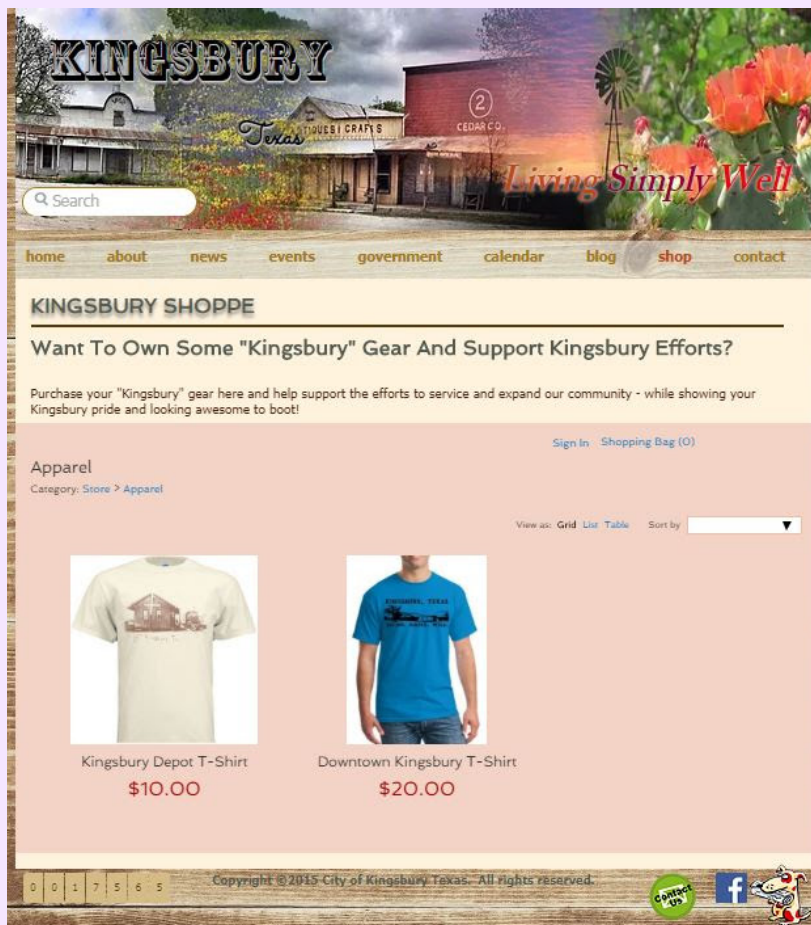 KINGSBURY
Texas
TIQUES & CRAFTS
2
CEDAR CO.
Living Simply Well
Search
home about news events government calendar blog shop contact
KINGSBURY SHOPPE
Want To Own Some "Kingsbury" Gear And Support Kingsbury Efforts?
Purchase your "Kingsbury" gear here and help support the efforts to service and expand our community - while showing your
Kingsbury pride and looking awesome to boot!
Sign In Shopping Bag (0)
Apparel
Category: Store > Apparel
View as: Grid List Table Sort by
KINGSBURY, TEXAS
Kingsbury Depot T-Shirt
$10.00
Downtown Kingsbury T-Shirt
$20.00
0 0 1 7 5 6 5
Copyright ©2015 City of Kingsbury Texas. All rights reserved.
Contact
Us
f